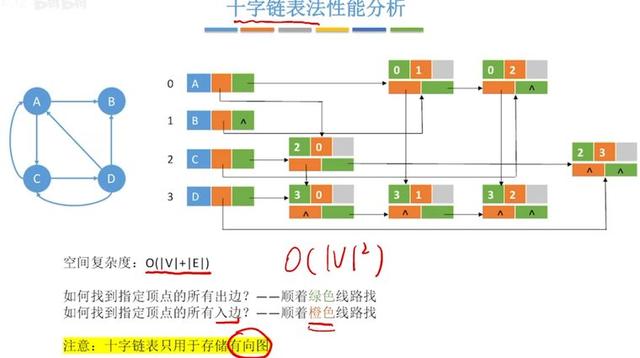 十字链表法性能分析
0 A 0 1 0 2 ^
A B 1 B ^
2 C 2 0 2 3
^ ^
C D 3 D 3 0 3 1 3 2
^ ^ ^ ^
空间复杂度：O(|V|+|E|) O(|V|²)
如何找到指定顶点的所有出边？——顺着绿色线路找
如何找到指定顶点的所有入边？——顺着橙色线路找
注意：十字链表只用于存储有向图